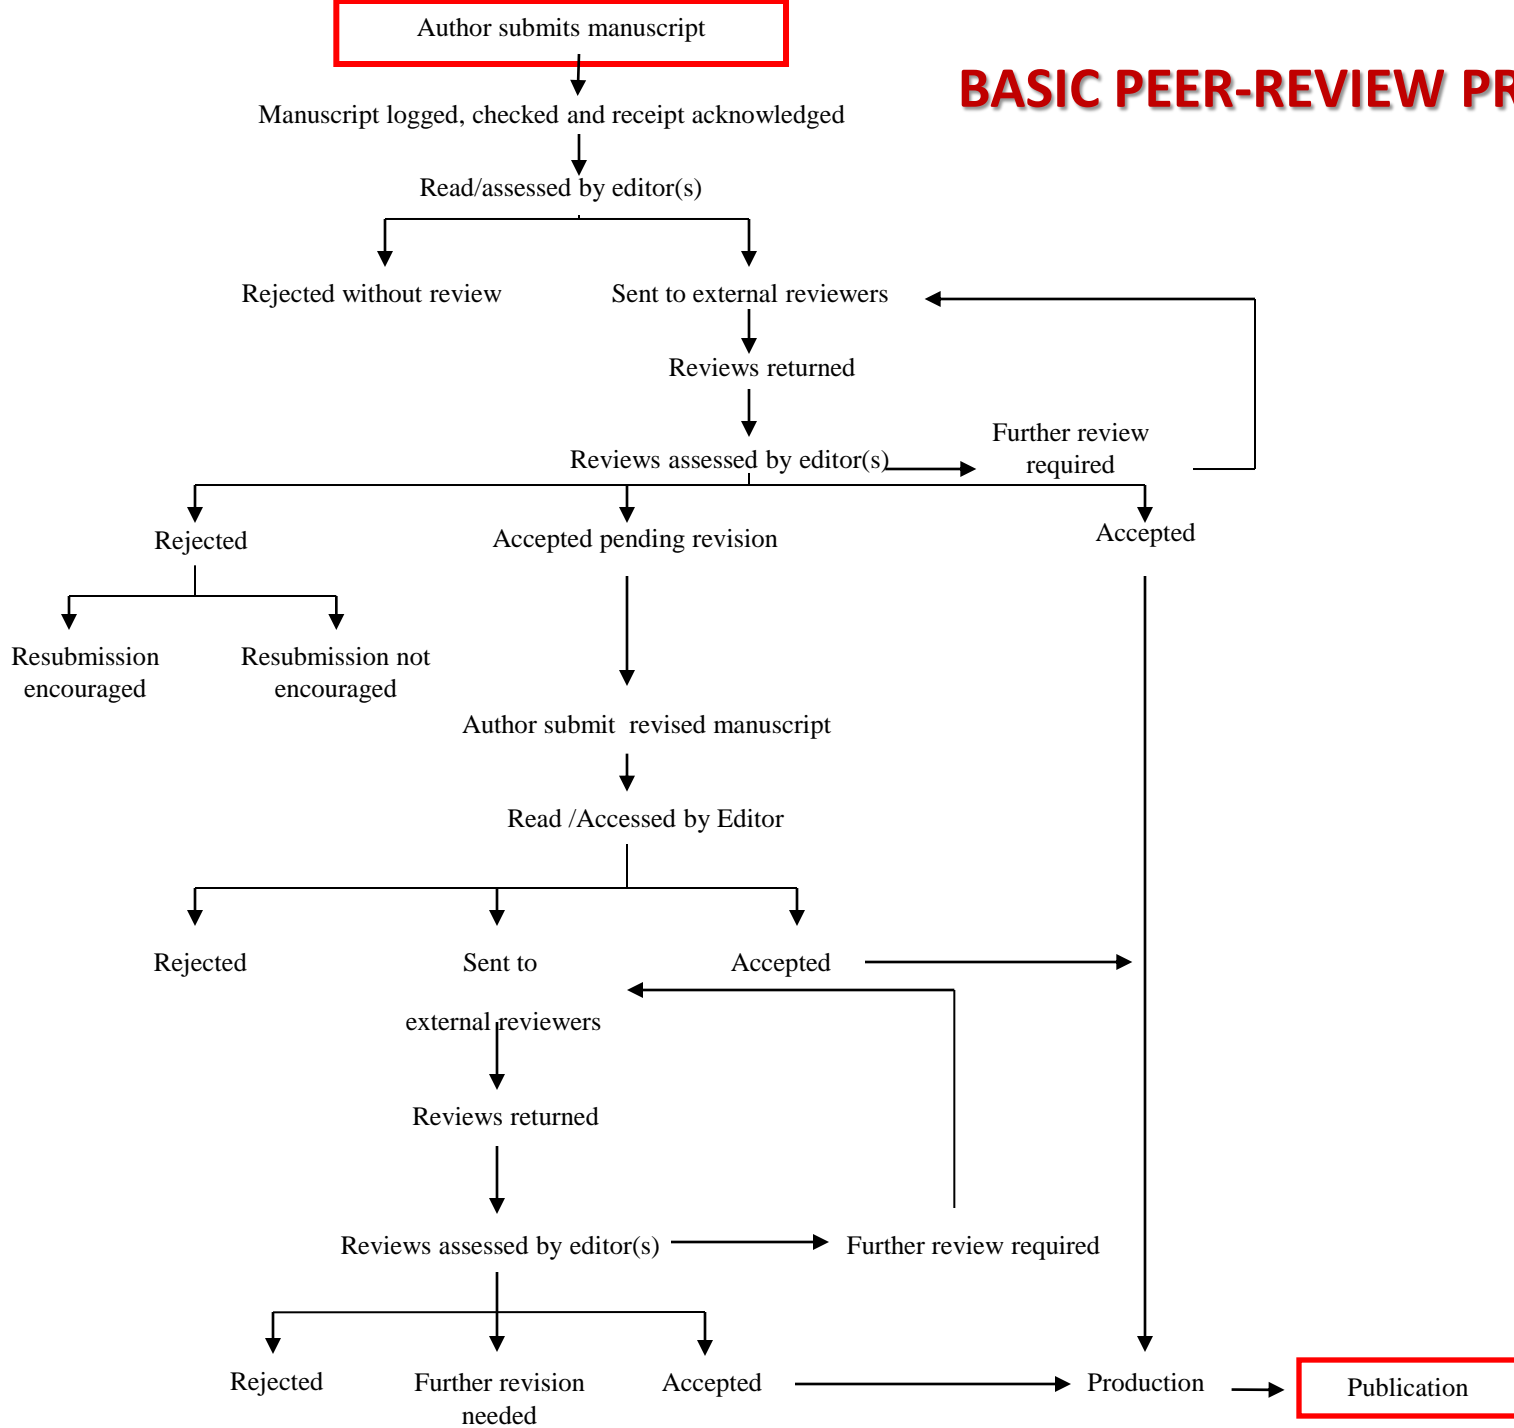 Author submits manuscript
BASIC PEER-REVIEW PR
Manuscript logged, checked and receipt acknowledged
Read/assessed by editor(s)
Rejected without review
Sent to external reviewers
Reviews returned
Reviews assessed by editor(s)
Further review
required
Rejected
Accepted pending revision
Accepted
Resubmission
encouraged
Resubmission not
encouraged
Author submit  revised manuscript
Read /Accessed by Editor
Rejected
Sent to
external reviewers
Accepted
Reviews returned
Reviews assessed by editor(s)
Further review required
Rejected
Further revision
needed
Accepted
Production
Publication